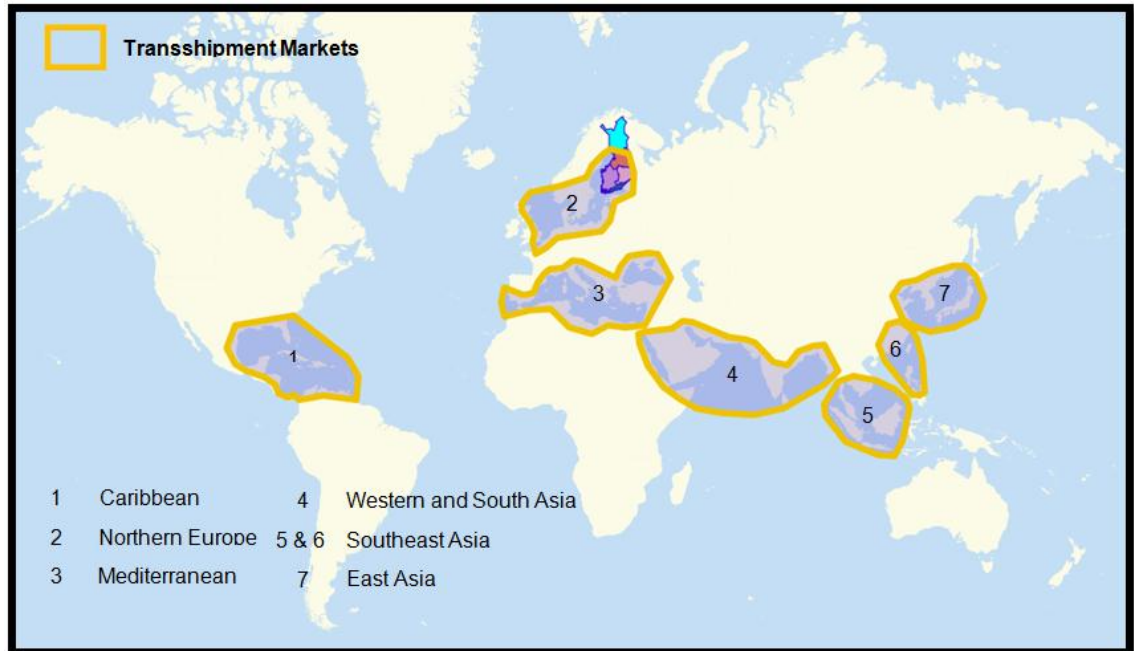 Transshipment Markets
2
7
3
6
1
4
5
1 Caribbean 4 Western and South Asia
2 Northern Europe 5 & 6 Southeast Asia
3 Mediterranean 7 East Asia